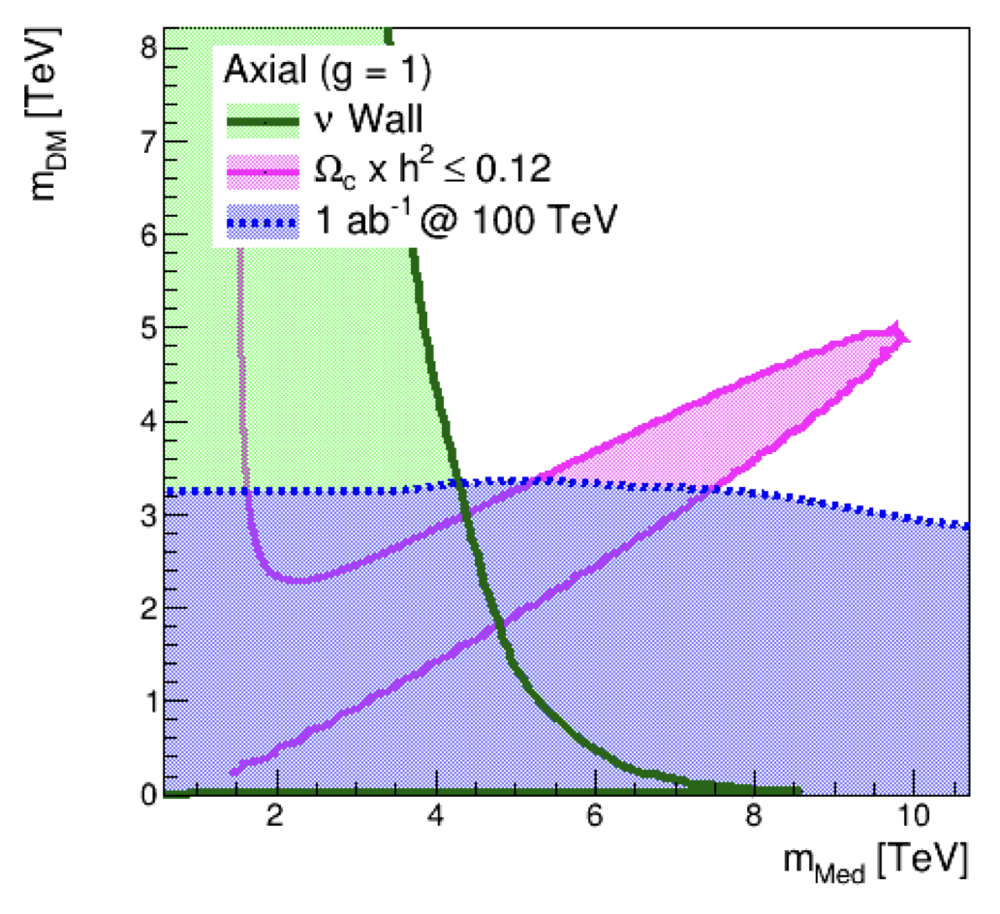 m_DM [TeV]
8
7
6
5
4
3
2
1
0
Axial (g = 1)
ν Wall
Ω_c x h² ≤ 0.12
1 ab⁻¹ @ 100 TeV
2 4 6 8 10
m_Med [TeV]